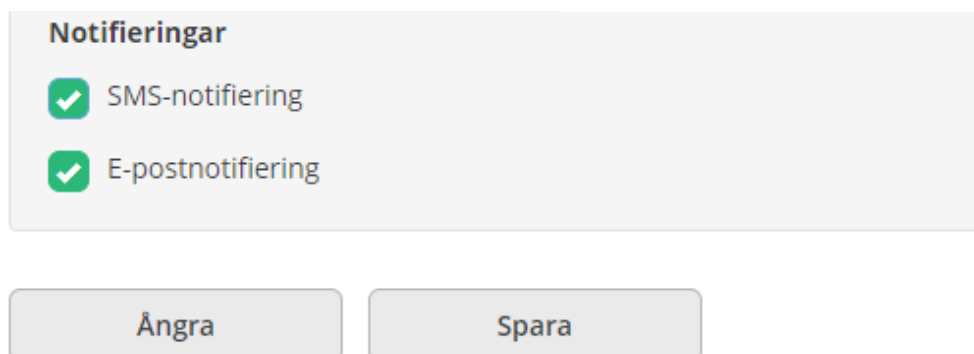 Notifieringar
SMS-notifiering
E-postnotifiering
Ångra Spara